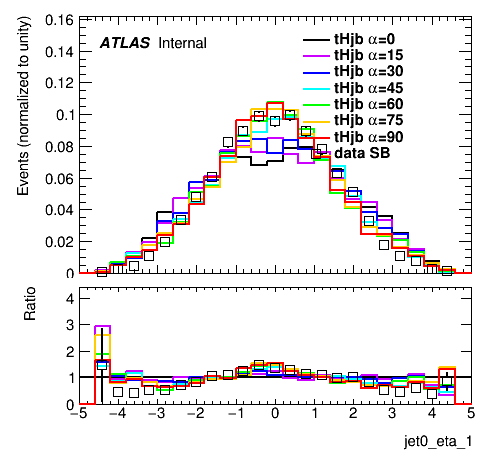 ATLAS Internal
Events (normalized to unity)
0.16
0.14
0.12
0.1
0.08
0.06
0.04
0.02
0
tHjb α=0
tHjb α=15
tHjb α=30
tHjb α=45
tHjb α=60
tHjb α=75
tHjb α=90
data SB
Ratio
4
3
2
1
0
−5 −4 −3 −2 −1 0 1 2 3 4 5
jet0_eta_1